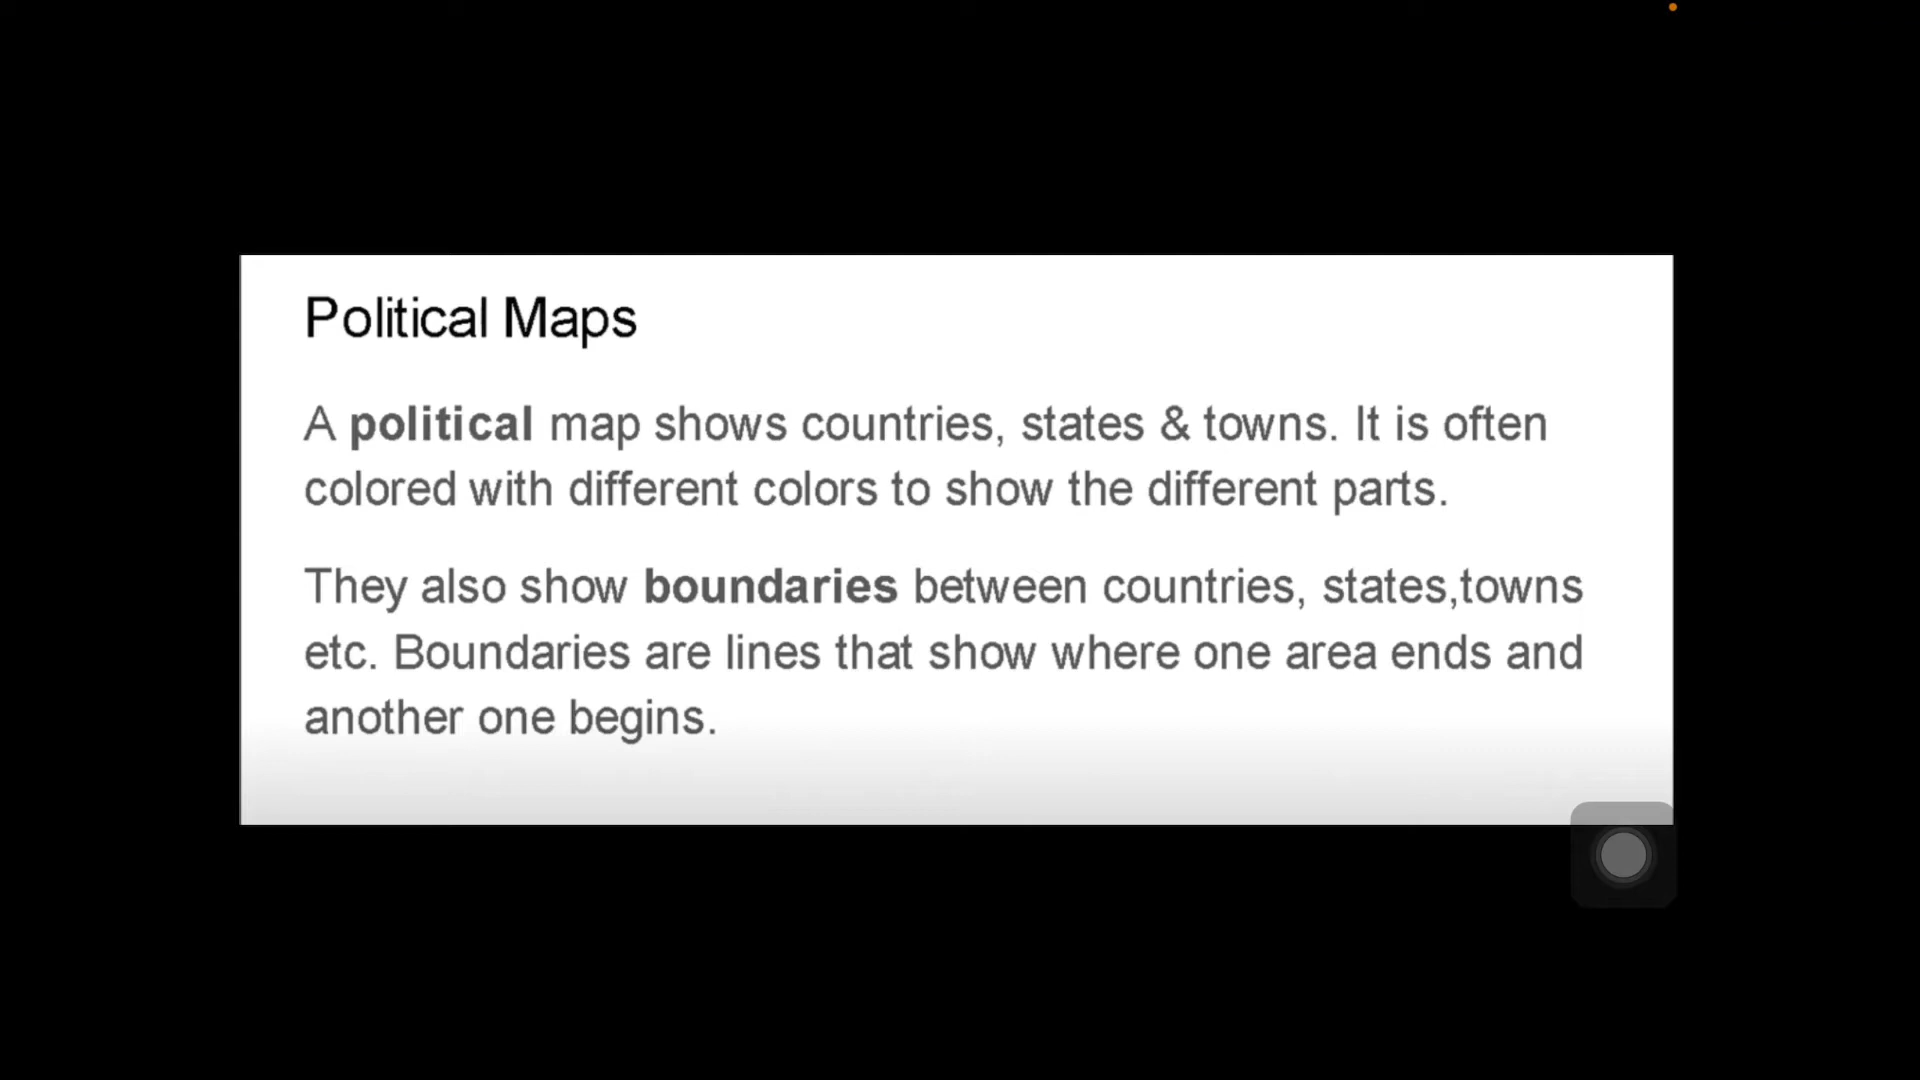 Political Maps
A political map shows countries, states & towns. It is often
colored with different colors to show the different parts.
They also show boundaries between countries, states,towns
etc. Boundaries are lines that show where one area ends and
another one begins.